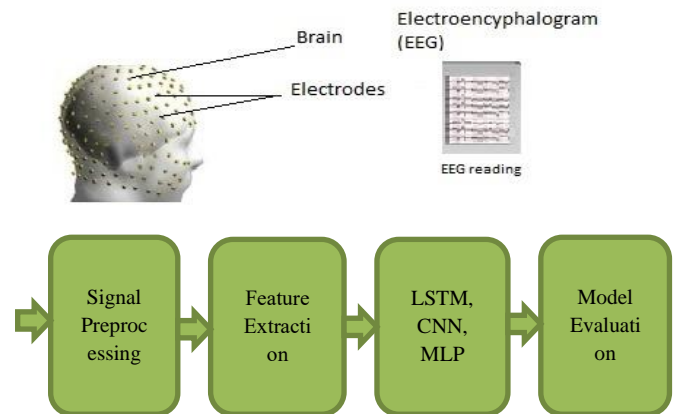 Electroencyphalogram
(EEG)
Brain
Electrodes
EEG reading
Signal
Preproc
essing
Feature
Extracti
on
LSTM,
CNN,
MLP
Model
Evaluati
on